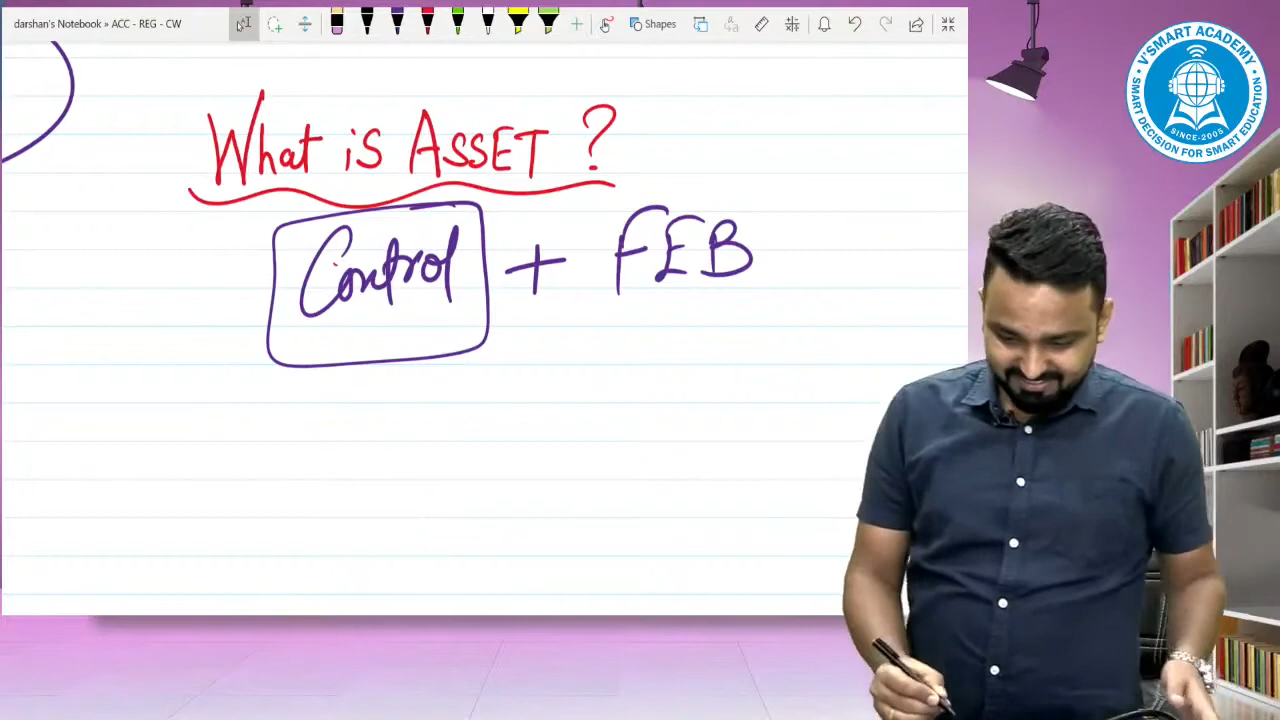 darshan's Notebook » ACC - REG - CW
Shapes
What is ASSET ?
Control + FEB
V'SMART ACADEMY
SINCE-2005
SMART DECISION FOR SMART EDUCATION